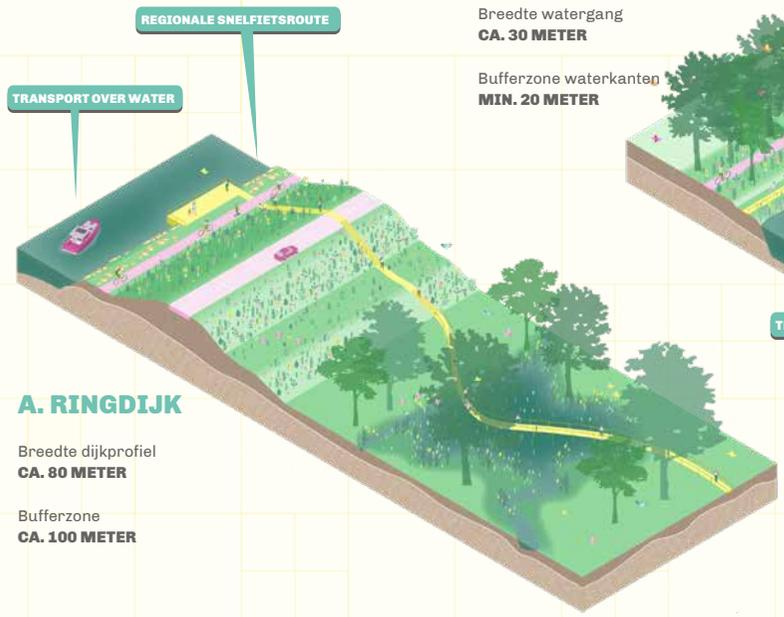 REGIONALE SNELFIETSROUTE
Breedte watergang
CA. 30 METER
TRANSPORT OVER WATER
Bufferzone waterkanten
MIN. 20 METER
A. RINGDIJK
Breedte dijkprofiel
CA. 80 METER
Bufferzone
CA. 100 METER